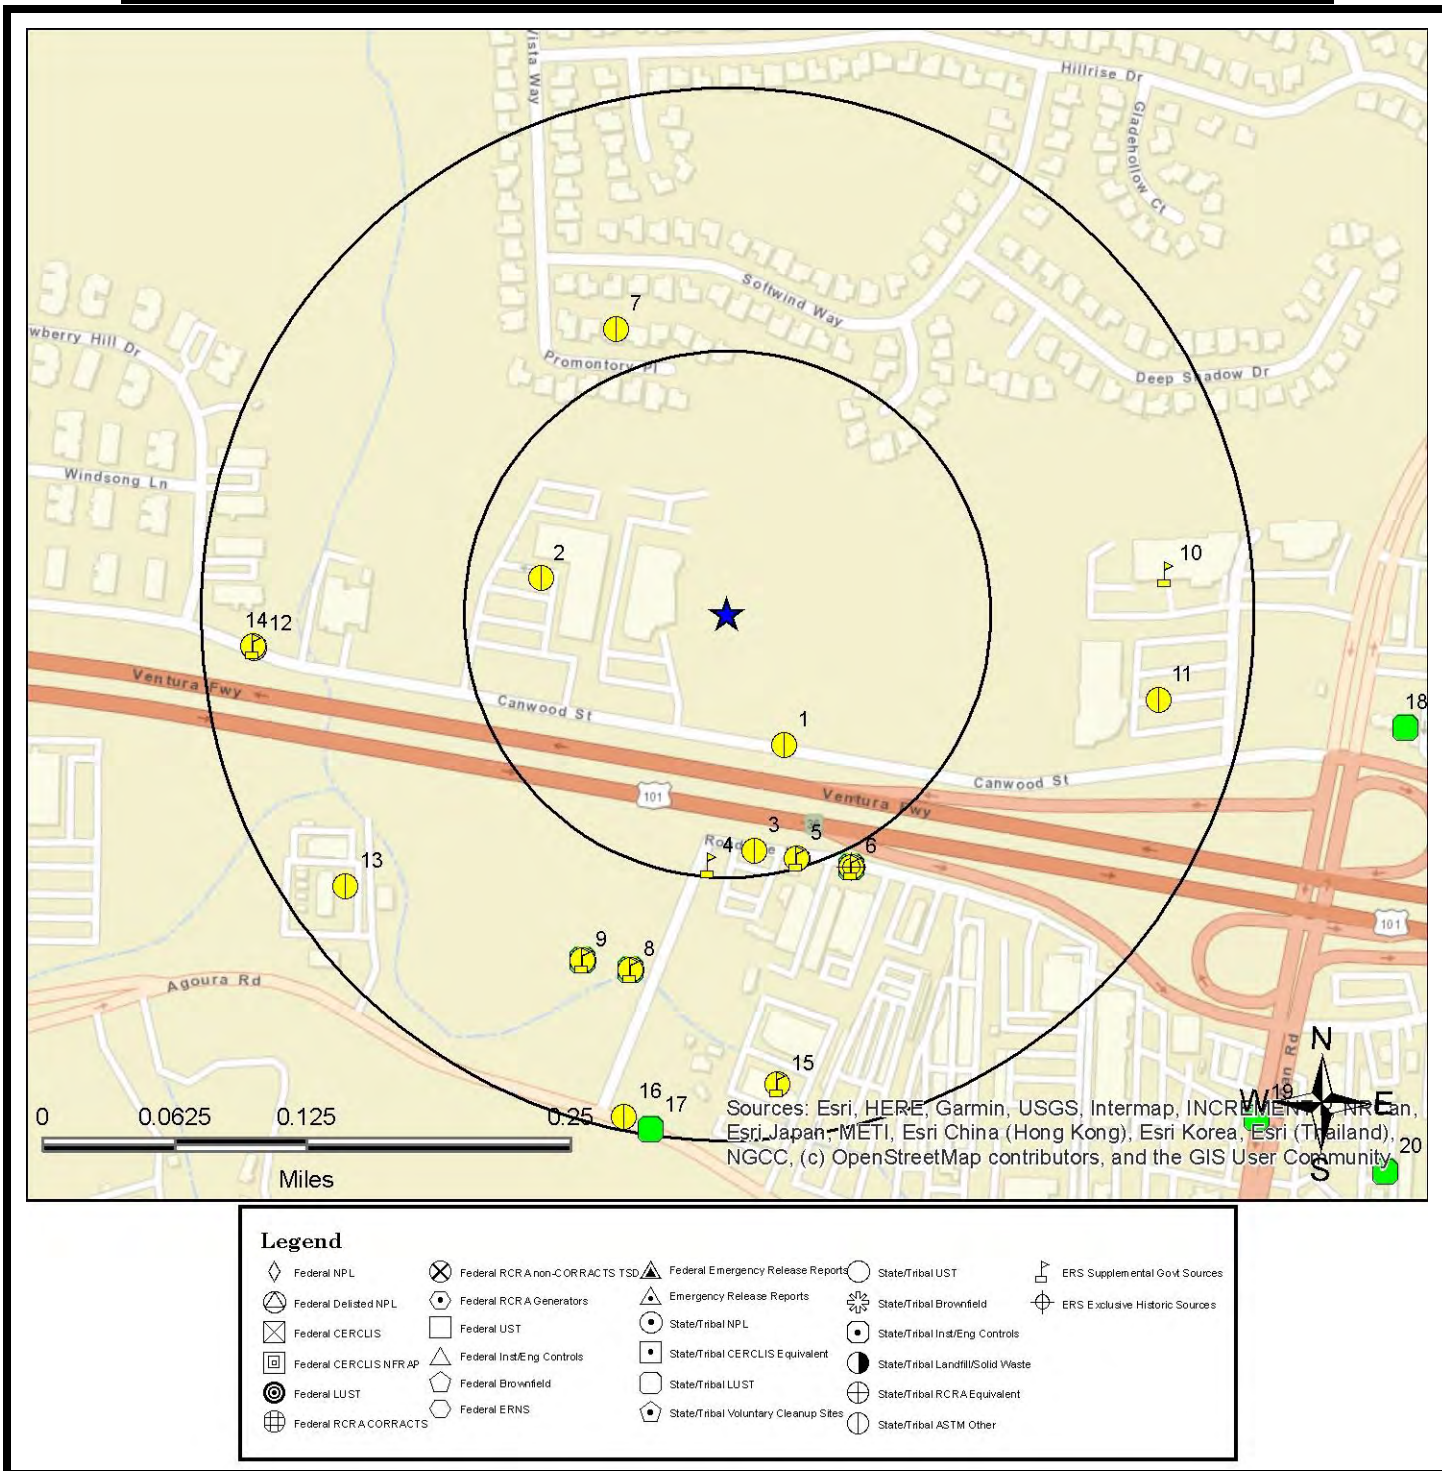 Vista Way
Hillrise Dr
Gladehollow Ct
Softwind Way
7
Promontory Pl
Deep Shadow Dr
wberry Hill Dr
Windsong Ln
2
10
1412
11
Ventura Fwy
Canwood St
1
18
101
Ventura Fwy
Canwood St
3
5
4
6
13
101
9
8
Agoura Rd
15
N
W
E
S
16
17
19
20
0 0.0625 0.125 0.25
Miles
Sources: Esri, HERE, Garmin, USGS, Intermap,
Esri Japan, METI, Esri China (Hong Kong), Esri Korea, Esri (Thailand),
NGCC, (c) OpenStreetMap contributors, and the GIS User Community
Legend
Federal NPL
Federal Delisted NPL
Federal CERCLIS
Federal CERCLIS NFRAP
Federal LUST
Federal RCRA CORRACTS
Federal RCRA non-CORRACTS TSD
Federal RCRA Generators
Federal UST
Federal Inst/Eng Controls
Federal Brownfield
Federal ERNS
Federal Emergency Release Reports
Emergency Release Reports
State/Tribal NPL
State/Tribal CERCLIS Equivalent
State/Tribal LUST
State/Tribal Voluntary Cleanup Sites
State/Tribal UST
State/Tribal Brownfield
State/Tribal Inst/Eng Controls
State/Tribal Landfill/Solid Waste
State/Tribal RCRA Equivalent
State/Tribal ASTM Other
ERS Supplemental Govt Sources
ERS Exclusive Historic Sources